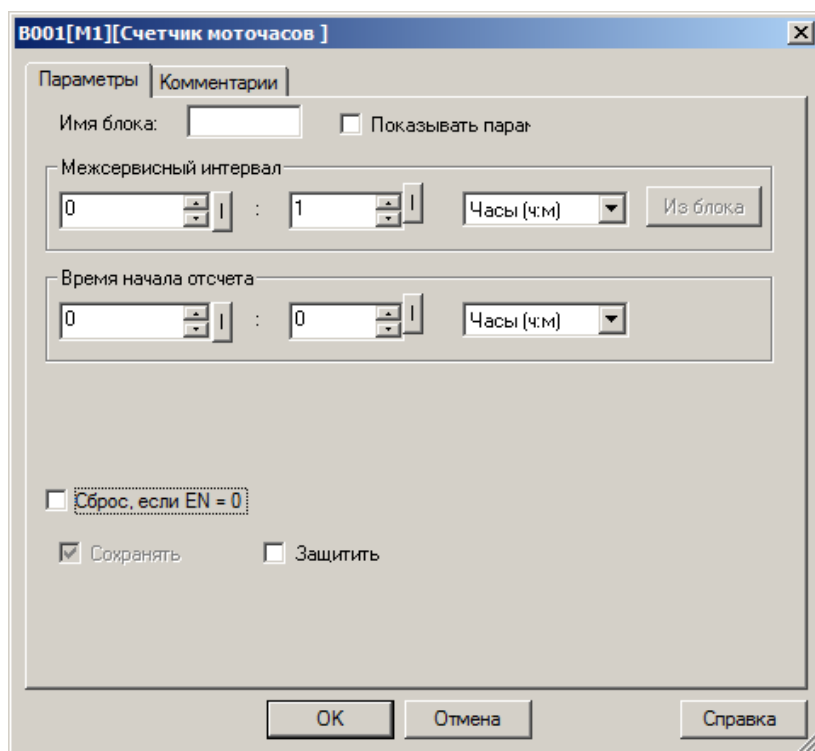 B001[M1][Счетчик моточасов ]
Параметры Комментарии
Имя блока: Показывать парам
Межсервисный интервал
0 : 1 Часы (ч:м) Из блока
Время начала отсчета
0 : 0 Часы (ч:м)
Сброс, если EN = 0
Сохранять Защитить
OK Отмена Справка